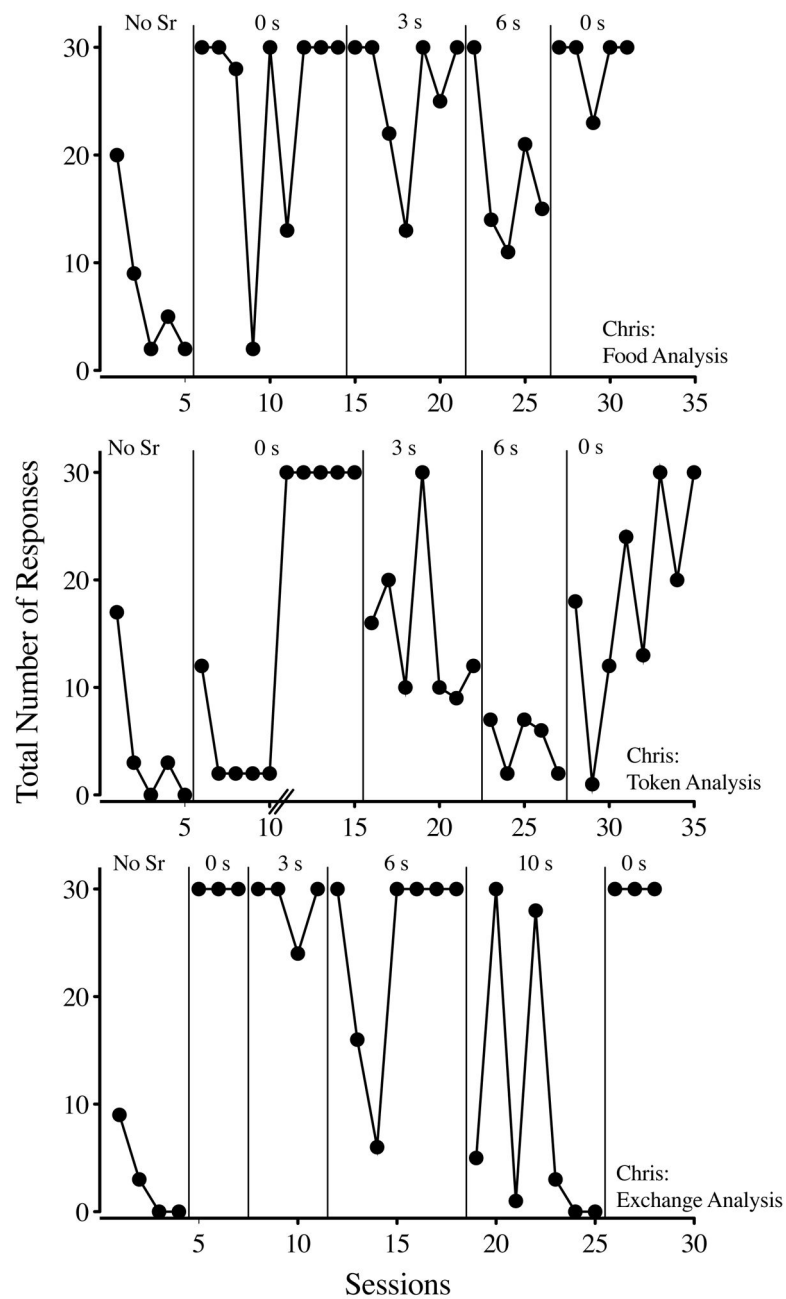 No Sr 0 s 3 s 6 s 0 s
30
20
10
0
Chris:
Food Analysis
5 10 15 20 25 30 35
No Sr 0 s 3 s 6 s 0 s
30
20
10
0
Chris:
Token Analysis
5 10 15 20 25 30 35
Total Number of Responses
No Sr 0 s 3 s 6 s 10 s 0 s
30
20
10
0
Chris:
Exchange Analysis
5 10 15 20 25 30
Sessions